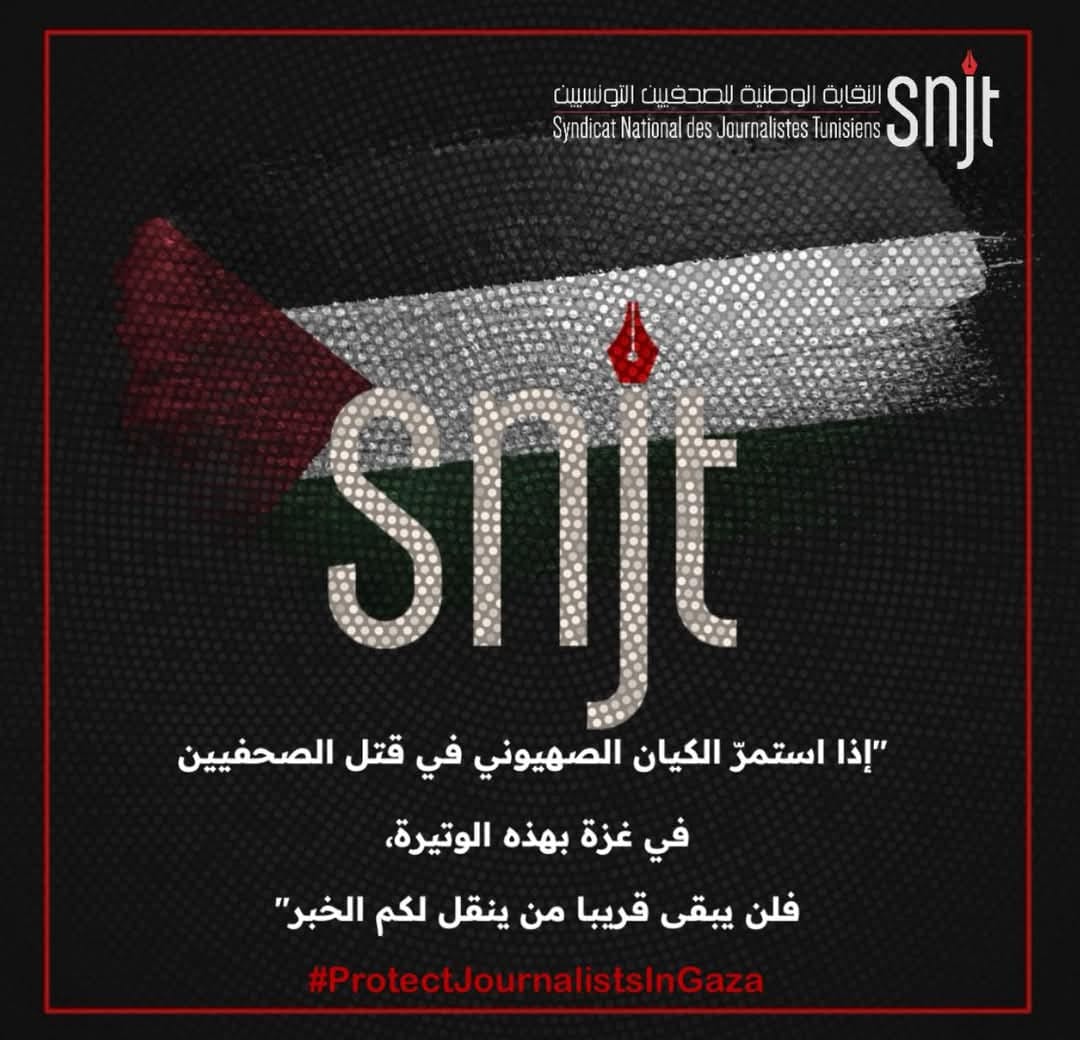 النقابة الوطنية للصحفيين التونسيين
Syndicat National des Journalistes Tunisiens
snjt
snjt
"إذا استمرّ الكيان الصهيوني في قتل الصحفيين
في غزة بهذه الوتيرة،
فلن يبقى قريبا من ينقل لكم الخبر"
#ProtectJournalistsInGaza